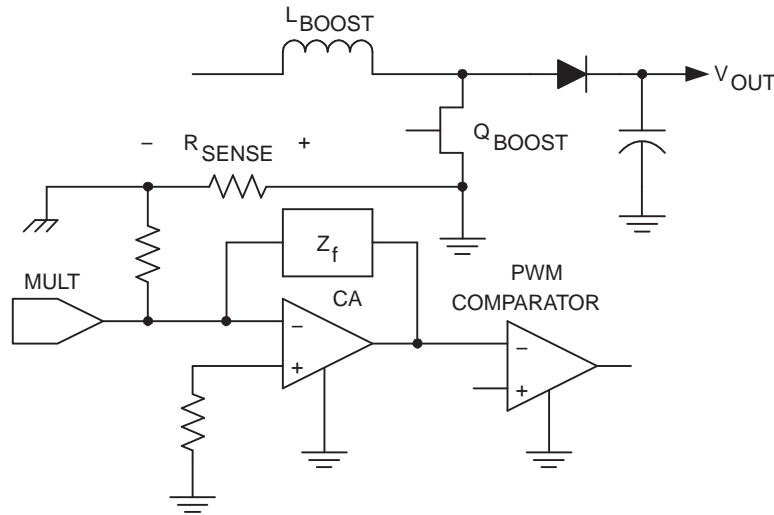 LBOOST
VOUT
– RSENSE +
QBOOST
Zf
MULT
CA
PWM
COMPARATOR
–
+
–
+